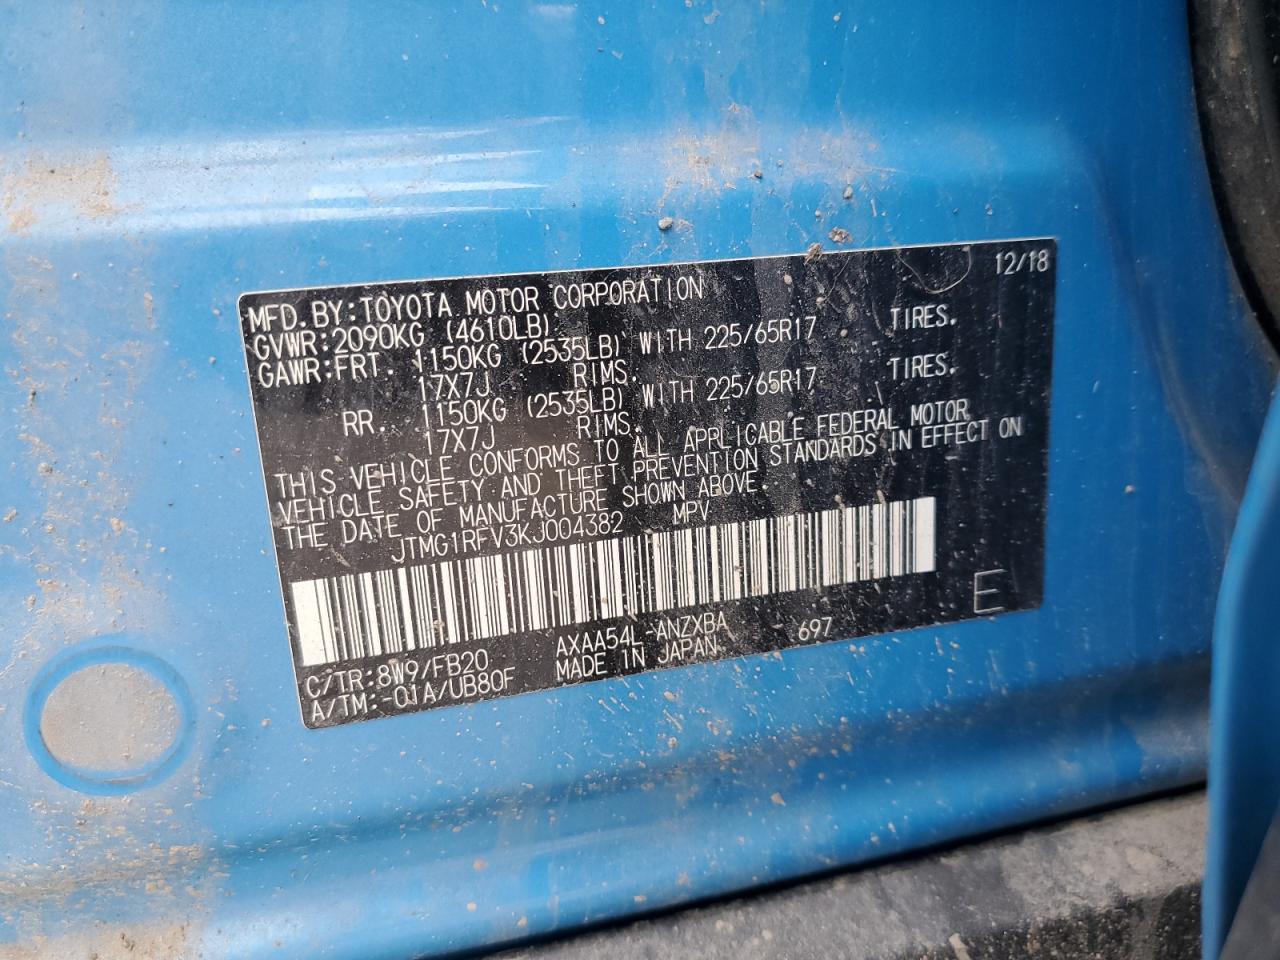 12/18
MFD. BY: TOYOTA MOTOR CORPORATION
GVWR: 2090KG (4610LB)
GAWR: FRT. 1150KG (2535LB) WITH 225/65R17 TIRES.
17X7J RIMS.
RR. 1150KG (2535LB) WITH 225/65R17 TIRES.
17X7J RIMS.
THIS VEHICLE CONFORMS TO ALL APPLICABLE FEDERAL MOTOR
VEHICLE SAFETY AND THEFT PREVENTION STANDARDS IN EFFECT ON
THE DATE OF MANUFACTURE SHOWN ABOVE.
JTMG1RFV3KJ004382 MPV
E
C/TR: 8W9/FB20 AXAA54L-ANZXBA 697
A/TM: -01A/UB80F MADE IN JAPAN